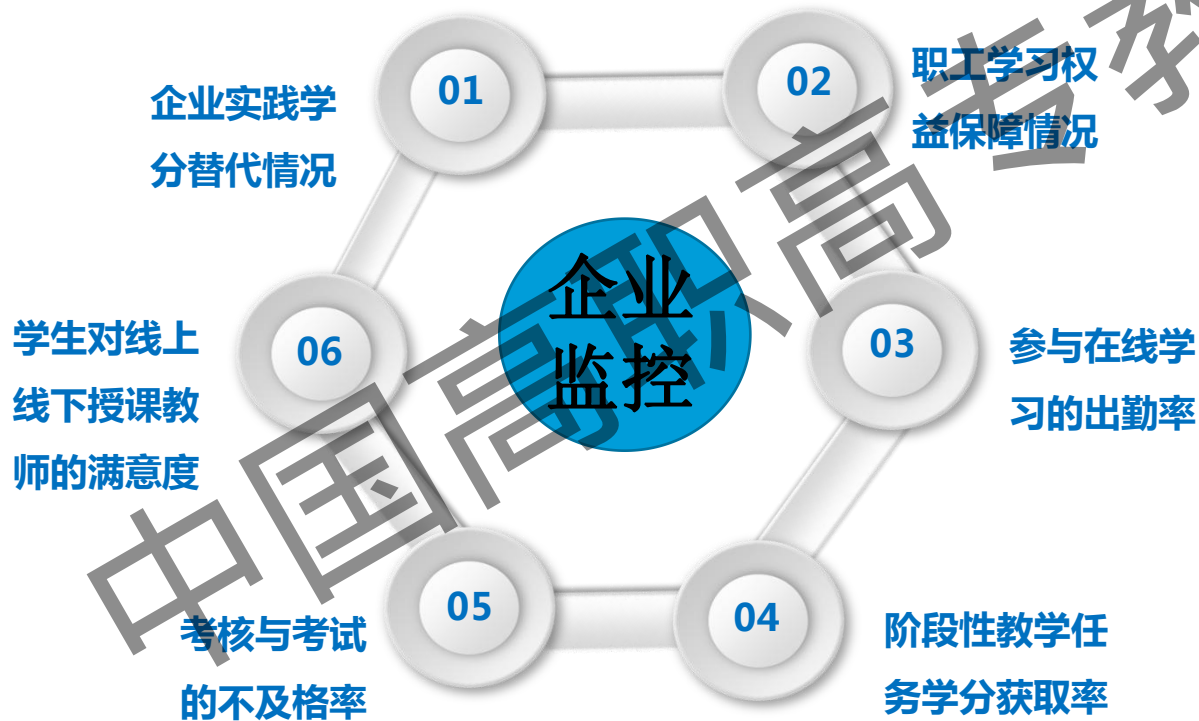 01
企业实践学
分替代情况
02
职工学习权
益保障情况
03
参与在线学
习的出勤率
04
阶段性教学任
务学分获取率
05
考核与考试
的不及格率
06
学生对线上
线下授课教
师的满意度
企业
监控
中国高职高专教